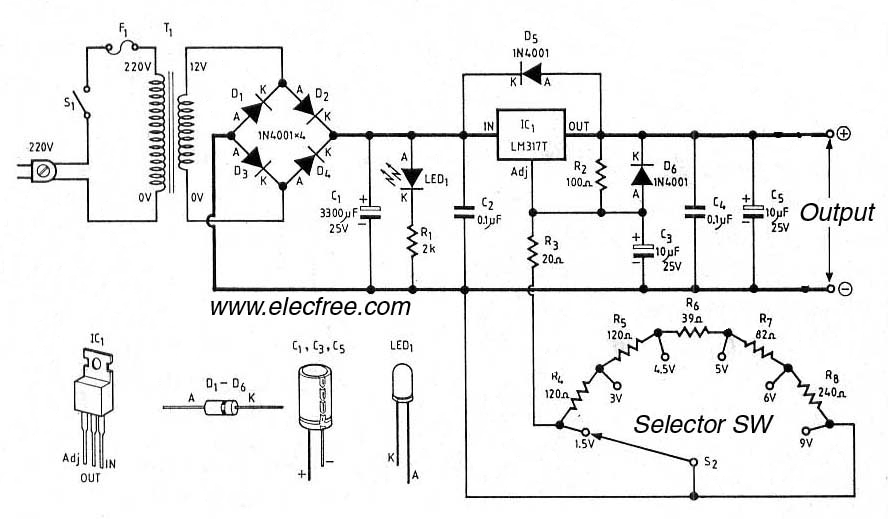 F1
T1
220V
12V
S1
220V
0V
0V
D1
A
K
D2
A
K
1N4001×4
D3
A
K
D4
A
K
C1
3300µF
25V
+
−
A
LED1
K
R1
2k
C2
0.1µF
D5
1N4001
K
A
IN
IC1
LM317T
OUT
Adj
R2
100Ω
K
D6
1N4001
A
R3
20Ω
+
C3
10µF
−
25V
C4
0.1µF
+
C5
10µF
−
25V
+
Output
−
www.elecfree.com
R4
120Ω
R5
120Ω
R6
39Ω
R7
82Ω
R8
240Ω
1.5V
3V
4.5V
5V
6V
9V
Selector SW
S2
IC1
Adj
OUT
IN
D1-D6
A
K
C1, C3, C5
+
−
LED1
K
A